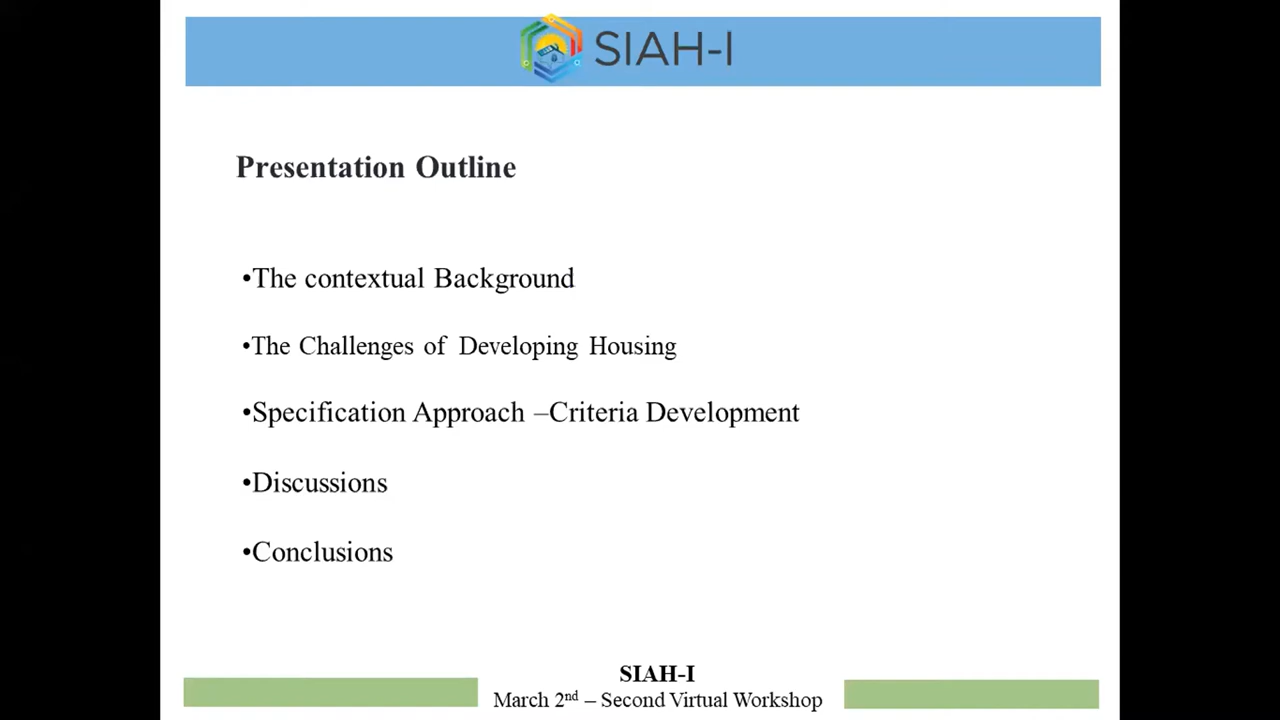 SIAH-I
Presentation Outline
•The contextual Background
•The Challenges of Developing Housing
•Specification Approach –Criteria Development
•Discussions
•Conclusions
SIAH-I
March 2nd – Second Virtual Workshop